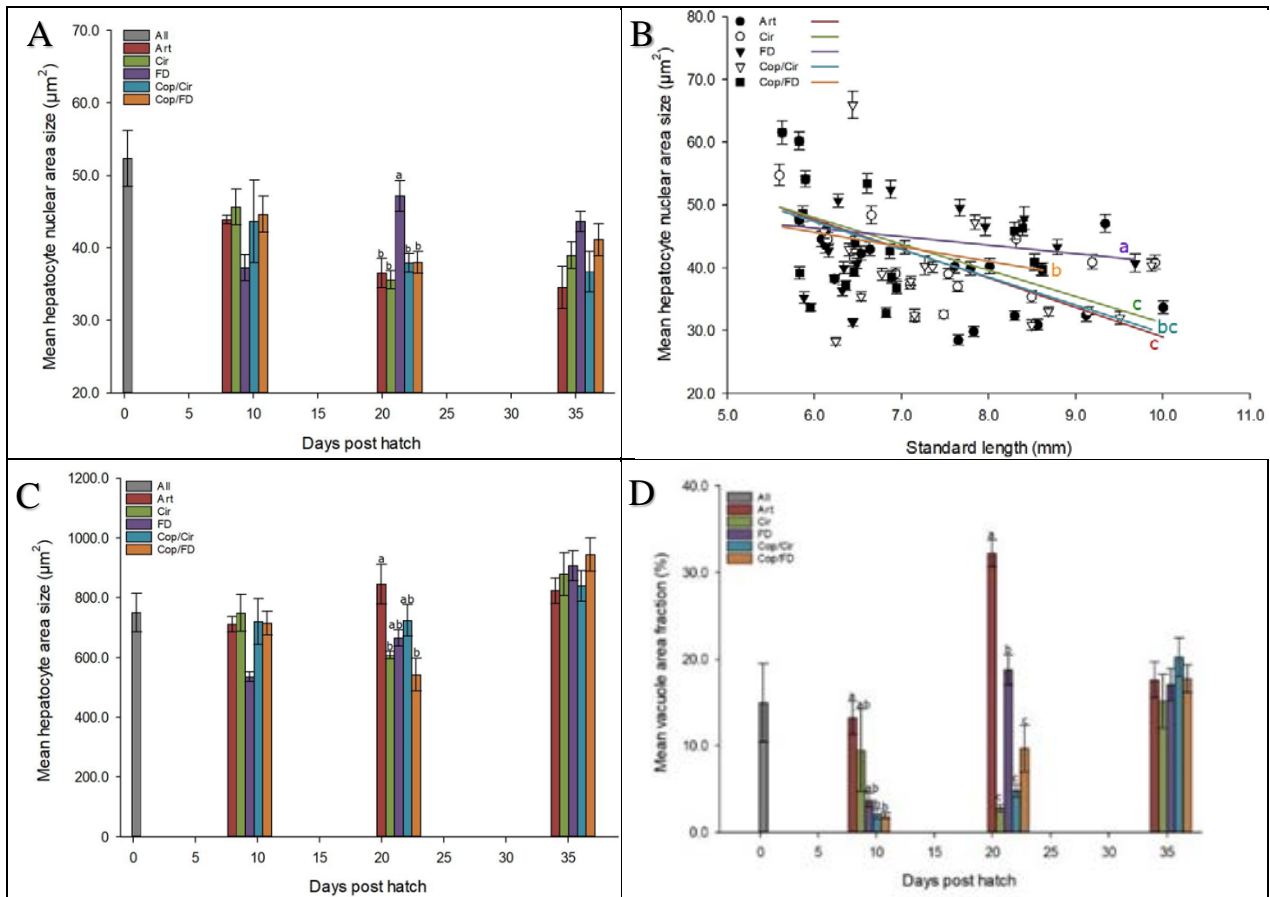 A
70.0
60.0
50.0
40.0
30.0
20.0
Mean hepatocyte nuclear area size (µm²)
All
Art
Cir
FD
Cop/Cir
Cop/FD
b
b
a
b
b
0 5 10 15 20 25 30 35
Days post hatch
B
80.0
70.0
60.0
50.0
40.0
30.0
20.0
Mean hepatocyte nuclear area size (µm²)
Art
Cir
FD
Cop/Cir
Cop/FD
a
b
c
bc
c
5.0 6.0 7.0 8.0 9.0 10.0 11.0
Standard length (mm)
C
1200.0
1000.0
800.0
600.0
400.0
200.0
0
Mean hepatocyte area size (µm²)
All
Art
Cir
FD
Cop/Cir
Cop/FD
a
b
ab
ab
b
0 5 10 15 20 25 30 35
Days post hatch
D
40.0
30.0
20.0
10.0
0.0
Mean vacuole area fraction (%)
All
Art
Cir
FD
Cop/Cir
Cop/FD
a
ab
ab
b
b
a
c
b
c
c
0 5 10 15 20 25 30 35
Days post hatch